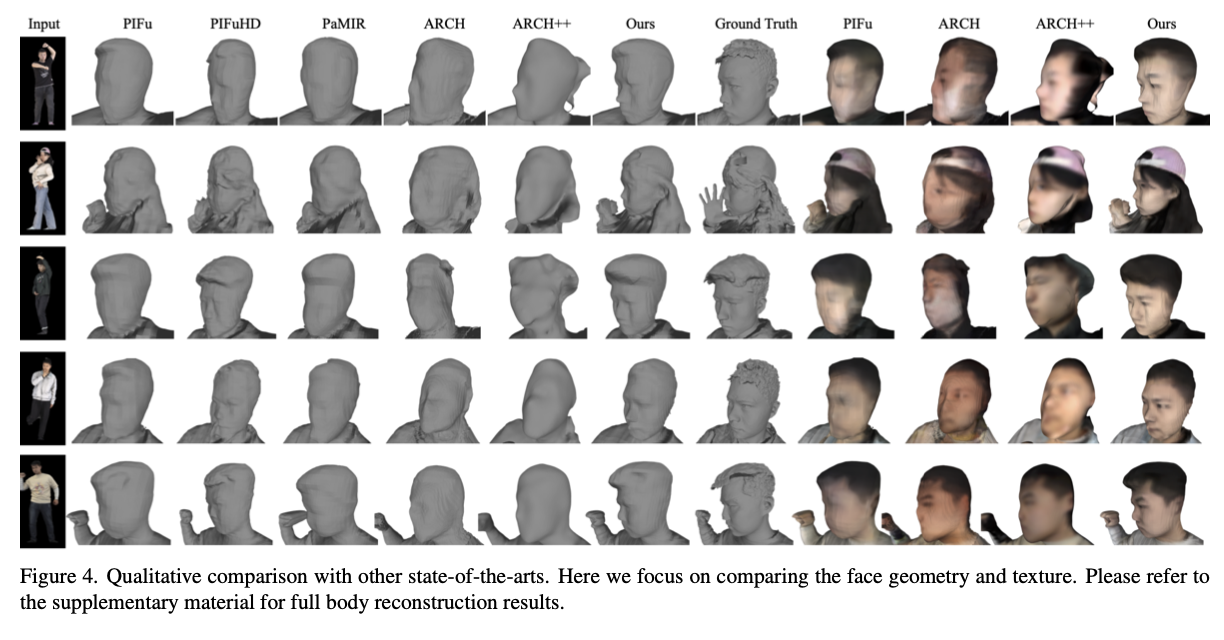 Input PIFu PIFuHD PaMIR ARCH ARCH++ Ours Ground Truth PIFu ARCH ARCH++ Ours
Figure 4. Qualitative comparison with other state-of-the-arts. Here we focus on comparing the face geometry and texture. Please refer to
the supplementary material for full body reconstruction results.